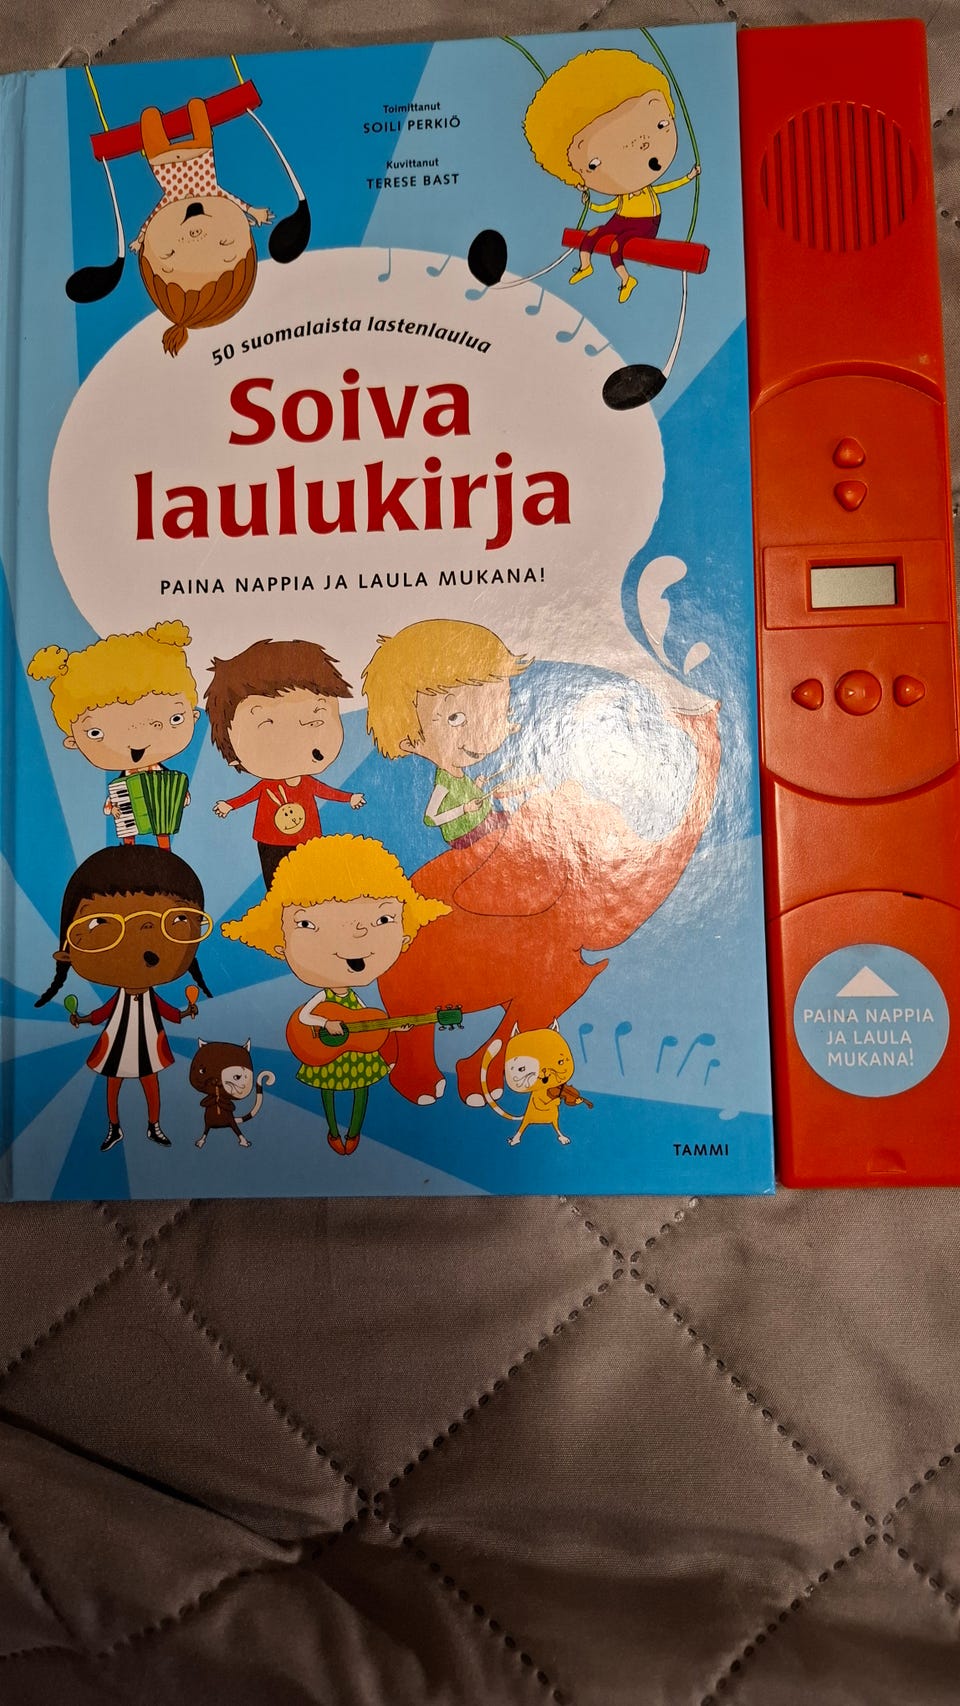 Toimittanut
SOILI PERKIÖ
Kuvittanut
TERESE BAST
50 suomalaista lastenlaulua
Soiva
laulukirja
PAINA NAPPIA JA LAULA MUKANA!
TAMMI
PAINA NAPPIA
JA LAULA
MUKANA!